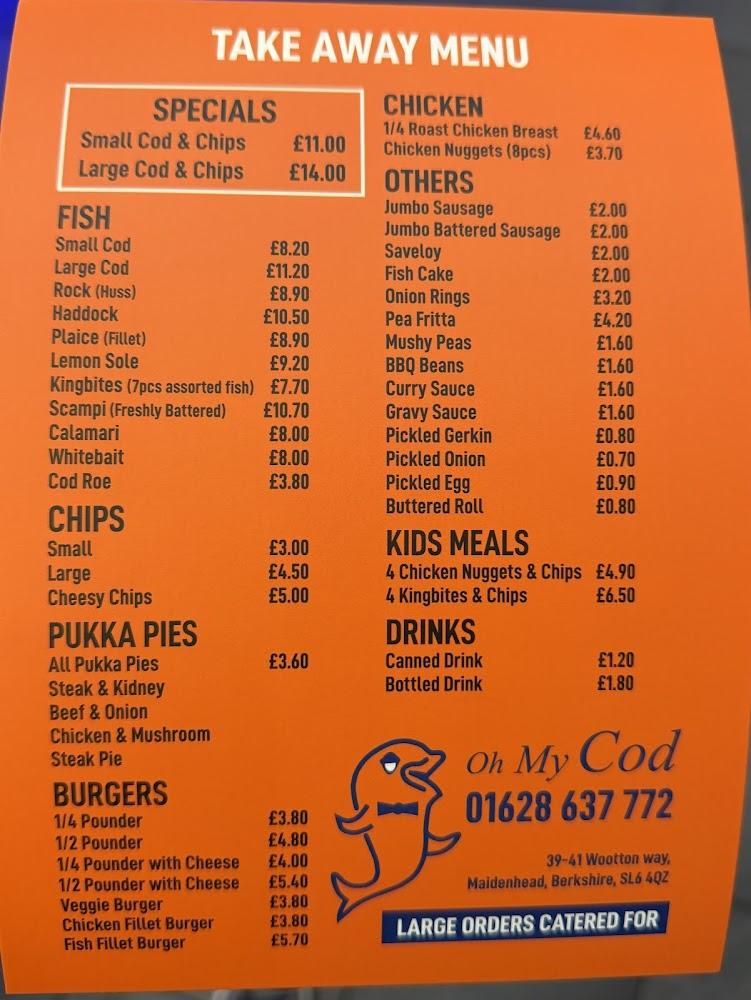 TAKE AWAY MENU
SPECIALS
Small Cod & Chips £11.00
Large Cod & Chips £14.00
FISH
Small Cod £8.20
Large Cod £11.20
Rock (Huss) £8.90
Haddock £10.50
Plaice (Fillet) £8.90
Lemon Sole £9.20
Kingbites (7pcs assorted fish) £7.70
Scampi (Freshly Battered) £10.70
Calamari £8.00
Whitebait £8.00
Cod Roe £3.80
CHIPS
Small £3.00
Large £4.50
Cheesy Chips £5.00
PUKKA PIES
All Pukka Pies £3.60
Steak & Kidney
Beef & Onion
Chicken & Mushroom
Steak Pie
BURGERS
1/4 Pounder £3.80
1/2 Pounder £4.80
1/4 Pounder with Cheese £4.00
1/2 Pounder with Cheese £5.40
Veggie Burger £3.80
Chicken Fillet Burger £3.80
Fish Fillet Burger £5.70
CHICKEN
1/4 Roast Chicken Breast £4.60
Chicken Nuggets (8pcs) £3.70
OTHERS
Jumbo Sausage £2.00
Jumbo Battered Sausage £2.00
Saveloy £2.00
Fish Cake £2.00
Onion Rings £3.20
Pea Fritta £4.20
Mushy Peas £1.60
BBQ Beans £1.60
Curry Sauce £1.60
Gravy Sauce £1.60
Pickled Gerkin £0.80
Pickled Onion £0.70
Pickled Egg £0.90
Buttered Roll £0.80
KIDS MEALS
4 Chicken Nuggets & Chips £4.90
4 Kingbites & Chips £6.50
DRINKS
Canned Drink £1.20
Bottled Drink £1.80
Oh My Cod
01628 637 772
39-41 Wootton way,
Maidenhead, Berkshire, SL6 4QZ
LARGE ORDERS CATERED FOR